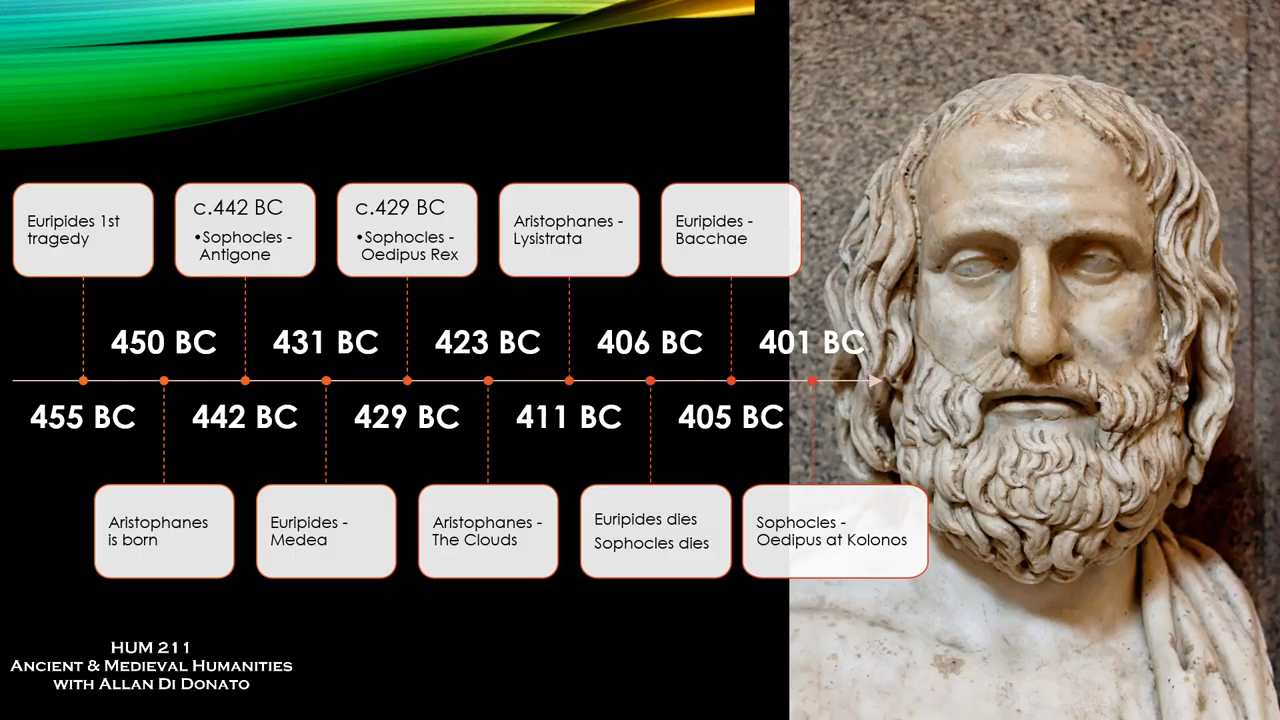 Euripides 1st
tragedy
c.442 BC
•Sophocles -
Antigone
c.429 BC
•Sophocles -
Oedipus Rex
Aristophanes -
Lysistrata
Euripides -
Bacchae
450 BC
431 BC
423 BC
406 BC
401 BC
455 BC
442 BC
429 BC
411 BC
405 BC
Aristophanes
is born
Euripides -
Medea
Aristophanes -
The Clouds
Euripides dies
Sophocles dies
Sophocles -
Oedipus at Kolonos
HUM 211
Ancient & Medieval Humanities
with Allan Di Donato